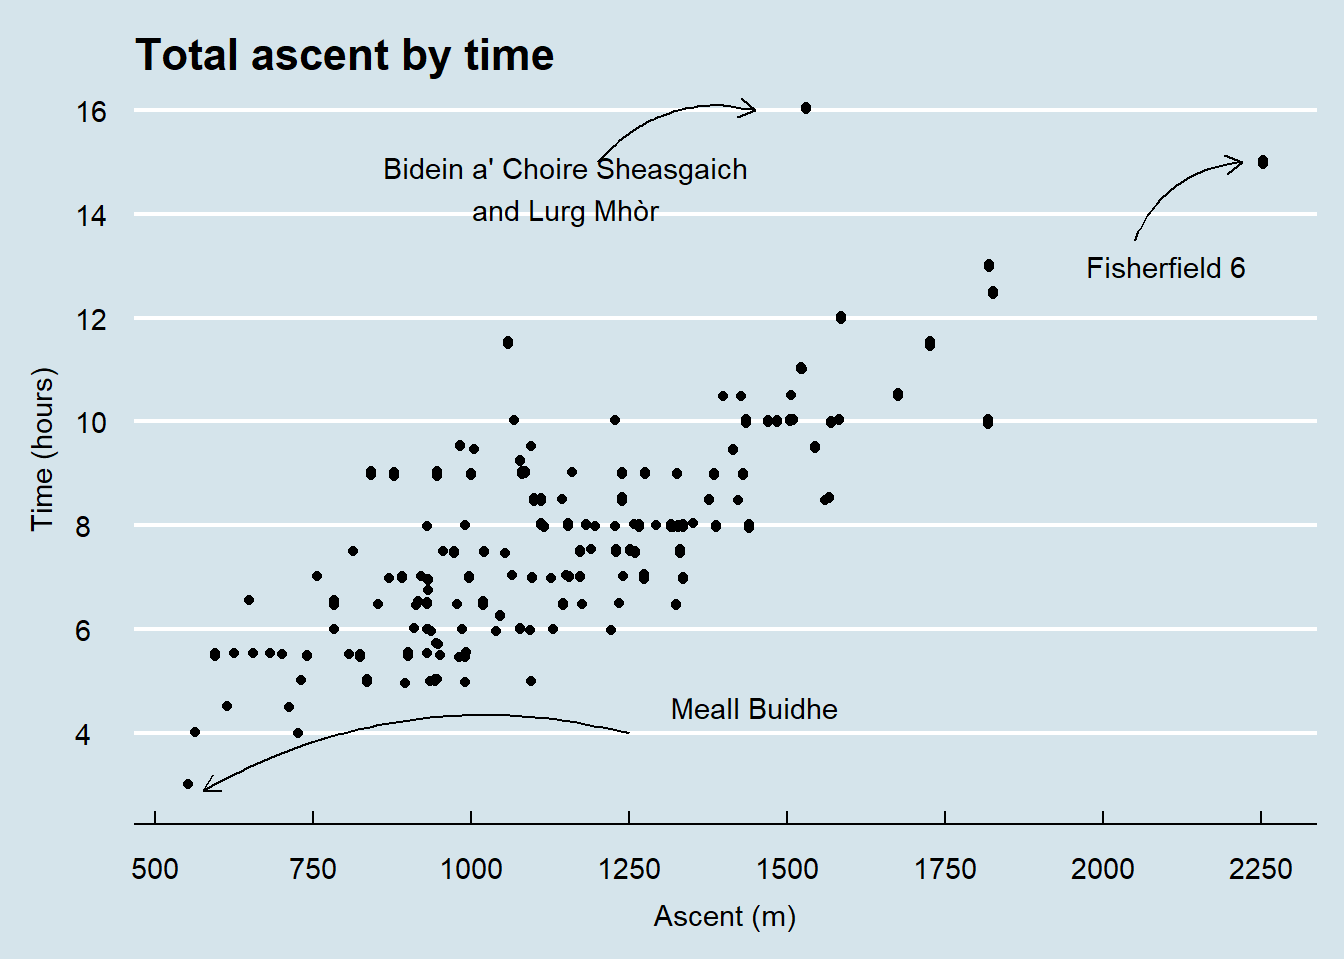 Total ascent by time
16
Bidein a' Choire Sheasgaich
and Lurg Mhòr
14
Fisherfield 6
12
10
8
6
Meall Buidhe
4
Time (hours)
500 750 1000 1250 1500 1750 2000 2250
Ascent (m)